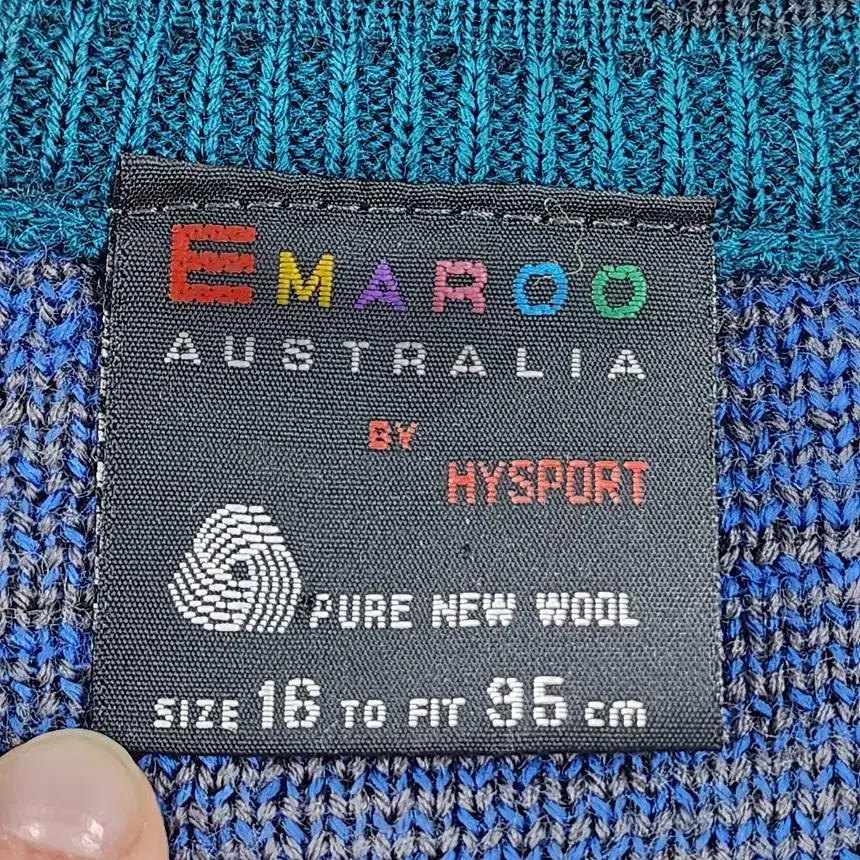 EMAROO
AUSTRALIA
BY
HYSPORT
PURE NEW WOOL
SIZE 16 TO FIT 95 cm